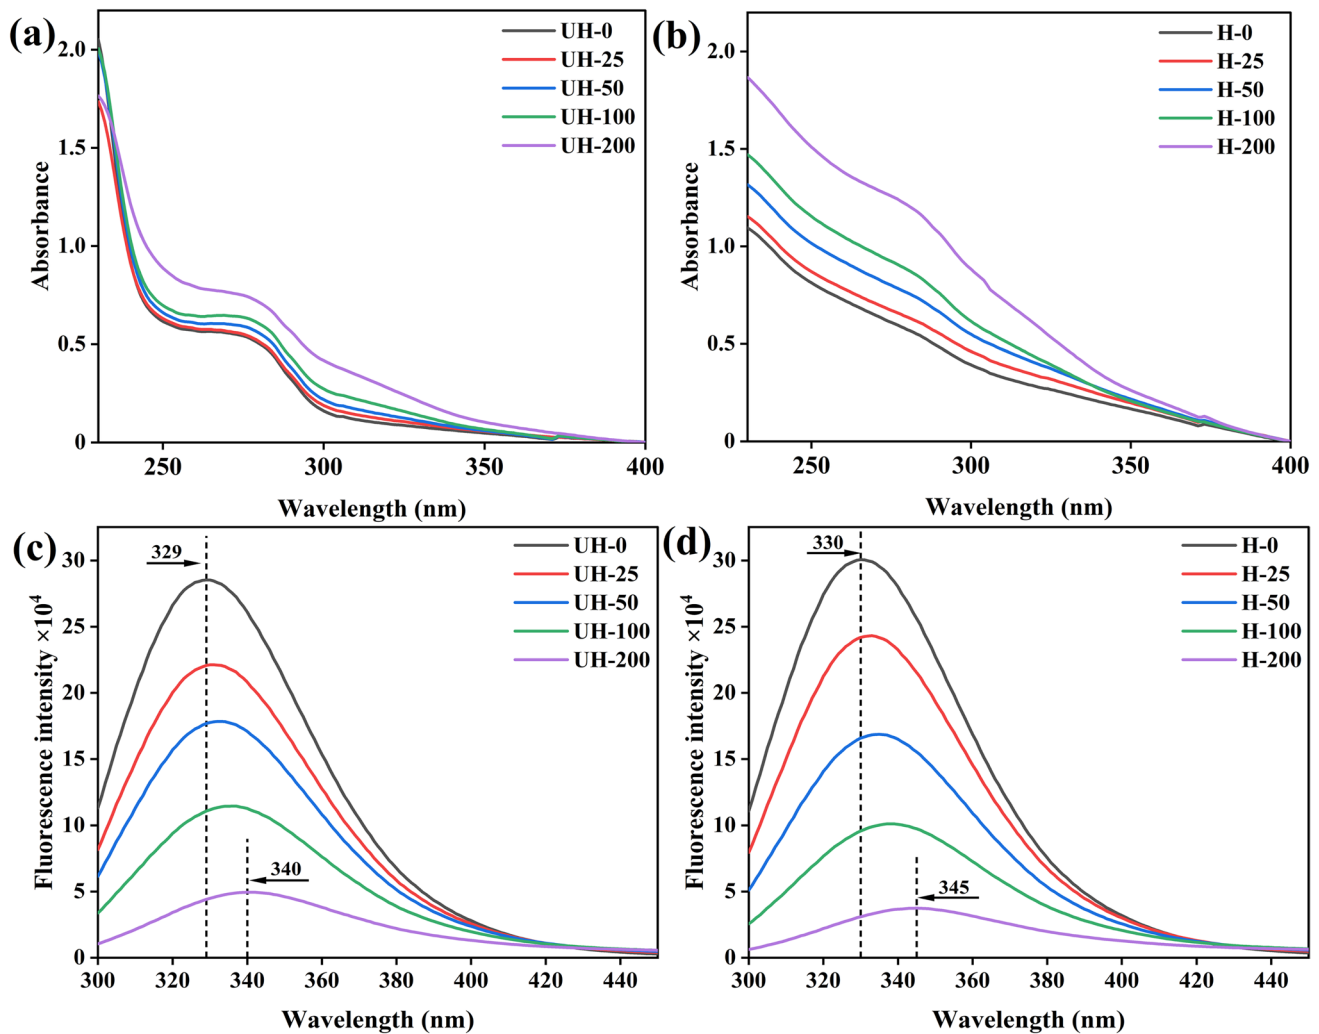 (a)
UH-0
UH-25
UH-50
UH-100
UH-200
2.0
1.5
1.0
0.5
0
Absorbance
250
300
350
400
Wavelength (nm)
(b)
H-0
H-25
H-50
H-100
H-200
2.0
1.5
1.0
0.5
0
Absorbance
250
300
350
400
Wavelength (nm)
(c)
329
340
UH-0
UH-25
UH-50
UH-100
UH-200
30
25
20
15
10
5
0
Fluorescence intensity ×10⁴
300
320
340
360
380
400
420
440
Wavelength (nm)
(d)
330
345
H-0
H-25
H-50
H-100
H-200
30
25
20
15
10
5
0
Fluorescence intensity ×10⁴
300
320
340
360
380
400
420
440
Wavelength (nm)